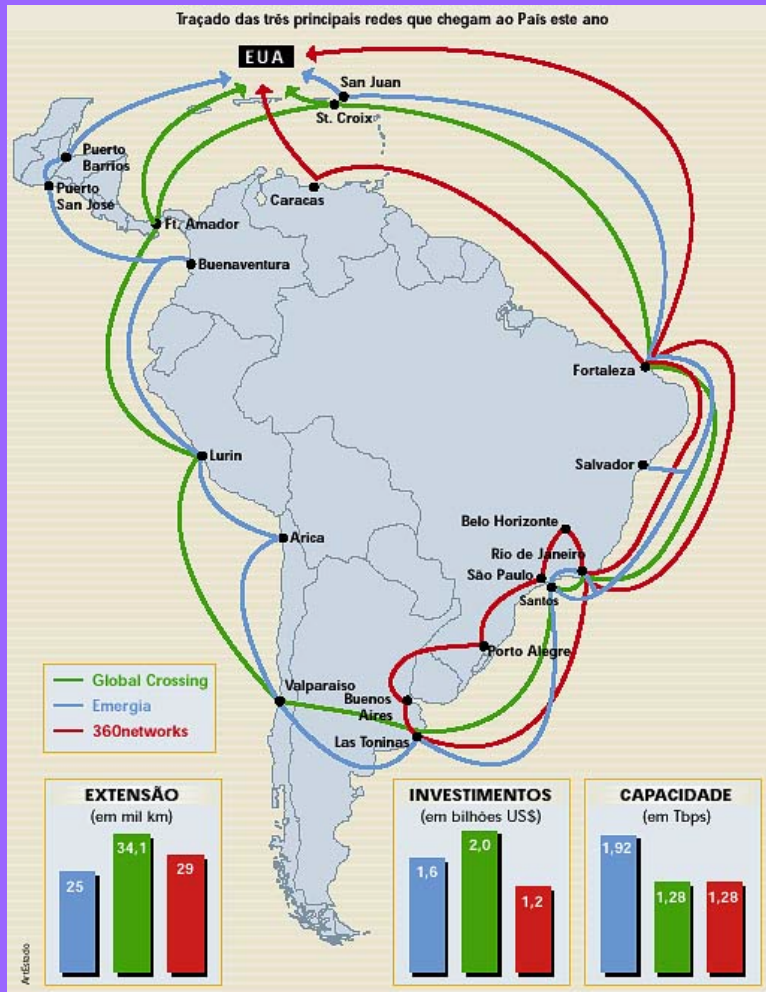 Traçado das três principais redes que chegam ao País este ano
EUA
San Juan
St. Croix
Puerto
Barrios
Puerto
San José
Caracas
Ft. Amador
Buenaventura
Fortaleza
Lurin
Salvador
Belo Horizonte
Arica
Rio de Janeiro
São Paulo
Santos
Porto Alegre
Global Crossing
Emergia
360networks
Valparaiso
Buenos
Aires
Las Toninas
EXTENSÃO
(em mil km)
25
34,1
29
INVESTIMENTOS
(em bilhões US$)
1,6
2,0
1,2
CAPACIDADE
(em Tbps)
1,92
1,28
1,28
ArtEstado